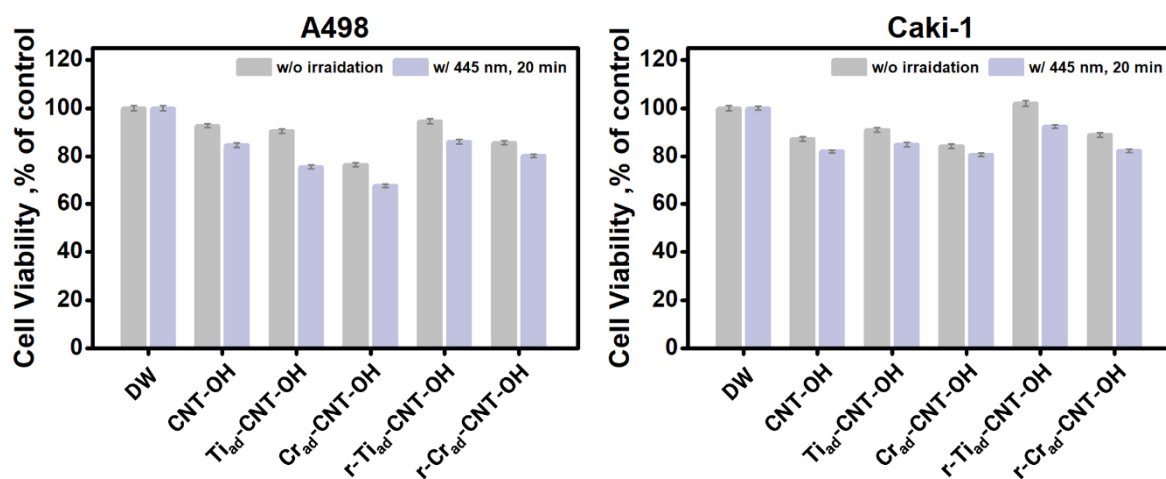 A498
w/o irraidation w/ 445 nm, 20 min
Cell Viability ,% of control
120
100
80
60
40
20
0
DW
CNT-OH
Tiad-CNT-OH
Crad-CNT-OH
r-Tiad-CNT-OH
r-Crad-CNT-OH
Caki-1
w/o irraidation w/ 445 nm, 20 min
Cell Viability ,% of control
120
100
80
60
40
20
0
DW
CNT-OH
Tiad-CNT-OH
Crad-CNT-OH
r-Tiad-CNT-OH
r-Crad-CNT-OH